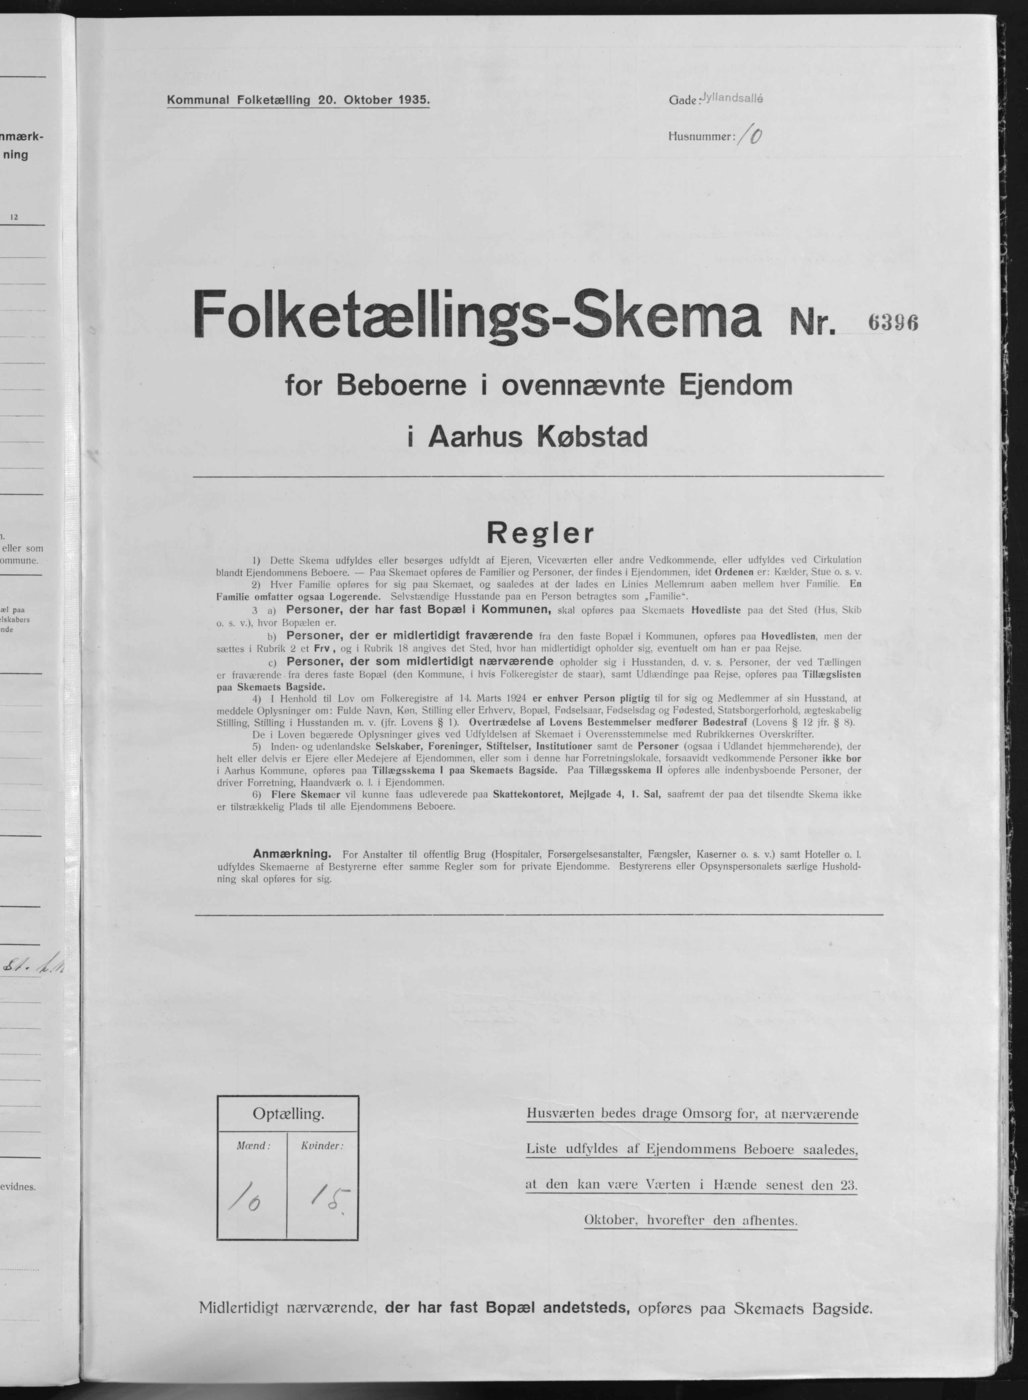 nmærk-
ning
12
eller som
ommune.
æl paa
elskabers
nde
evidnes.
Kommunal Folketælling 20. Oktober 1935.
Gade: Jyllandsallé
Husnummer: 10
Folketællings-Skema Nr. 6396
for Beboerne i ovennævnte Ejendom
i Aarhus Købstad
Regler
1) Dette Skema udfyldes eller besørges udfyldt af Ejeren, Viceværten eller andre Vedkommende, eller udfyldes ved Cirkulation
blandt Ejendommens Beboere. — Paa Skemaet opføres de Familier og Personer, der findes i Ejendommen, idet Ordenen er: Kælder, Stue o. s. v.
2) Hver Familie opføres for sig paa Skemaet, og saaledes at der lades en Linies Mellemrum aaben mellem hver Familie. En
Familie omfatter ogsaa Logerende. Selvstændige Husstande paa en Person betragtes som „Familie“.
3 a) Personer, der har fast Bopæl i Kommunen, skal opføres paa Skemaets Hovedliste paa det Sted (Hus, Skib
o. s. v.), hvor Bopælen er.
b) Personer, der er midlertidigt fraværende fra den faste Bopæl i Kommunen, opføres paa Hovedlisten, men der
sættes i Rubrik 2 et Frv, og i Rubrik 18 angives det Sted, hvor han midlertidigt opholder sig, eventuelt om han er paa Rejse.
c) Personer, der som midlertidigt nærværende opholder sig i Husstanden, d. v. s. Personer, der ved Tællingen
er fraværende fra deres faste Bopæl (den Kommune, i hvis Folkeregister de staar), samt Udlændinge paa Rejse, opføres paa Tillægslisten
paa Skemaets Bagside.
4) I Henhold til Lov om Folkeregistre af 14. Marts 1924 er enhver Person pligtig til for sig og Medlemmer af sin Husstand, at
meddele Oplysninger om: Fulde Navn, Køn, Stilling eller Erhverv, Bopæl, Fødselsaar, Fødselsdag og Fødested, Statsborgerforhold, ægteskabelig
Stilling, Stilling i Husstanden m. v. (jfr. Lovens § 1). Overtrædelse af Lovens Bestemmelser medfører Bødestraf (Lovens § 12 jfr. § 8).
De i Loven begærede Oplysninger gives ved Udfyldelsen af Skemaet i Overensstemmelse med Rubrikkernes Overskrifter.
5) Inden- og udenlandske Selskaber, Foreninger, Stiftelser, Institutioner samt de Personer (ogsaa i Udlandet hjemmehørende), der
helt eller delvis er Ejere eller Medejere af Ejendommen, eller som i denne har Forretningslokale, forsaavidt vedkommende Personer ikke bor
i Aarhus Kommune, opføres paa Tillægsskema I paa Skemaets Bagside. Paa Tillægsskema II opføres alle indenbysboende Personer, der
driver Forretning, Haandværk o. l. i Ejendommen.
6) Flere Skemaer vil kunne faas udleverede paa Skattekontoret, Mejlgade 4, 1. Sal, saafremt der paa det tilsendte Skema ikke
er tilstrækkelig Plads til alle Ejendommens Beboere.
Anmærkning. For Anstalter til offentlig Brug (Hospitaler, Forsørgelsesanstalter, Fængsler, Kaserner o. s. v.) samt Hoteller o. l.
udfyldes Skemaerne af Bestyrerne efter samme Regler som for private Ejendomme. Bestyrerens eller Opsynspersonalets særlige Hushold-
ning skal opføres for sig.
Optælling.
Mænd: Kvinder:
10 15.
Husværten bedes drage Omsorg for, at nærværende
Liste udfyldes af Ejendommens Beboere saaledes,
at den kan være Værten i Hænde senest den 23.
Oktober, hvorefter den afhentes.
Midlertidigt nærværende, der har fast Bopæl andetsteds, opføres paa Skemaets Bagside.